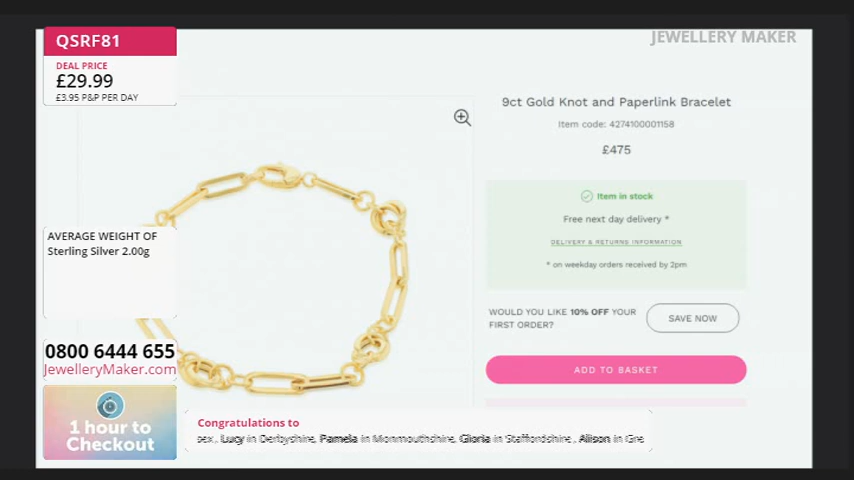 QSRF81
DEAL PRICE
£29.99
£3.95 P&P PER DAY
AVERAGE WEIGHT OF
Sterling Silver 2.00g
0800 6444 655
JewelleryMaker.com
1 hour to
Checkout
JEWELLERY MAKER
9ct Gold Knot and Paperlink Bracelet
Item code: 4274100001158
£475
Item in stock
Free next day delivery *
DELIVERY & RETURNS INFORMATION
* on weekday orders received by 2pm
WOULD YOU LIKE 10% OFF YOUR
FIRST ORDER?
SAVE NOW
ADD TO BASKET
Congratulations to
sex, Lucy in Derbyshire, Pamela in Monmouthshire, Gloria in Staffordshire, Alison in Gre